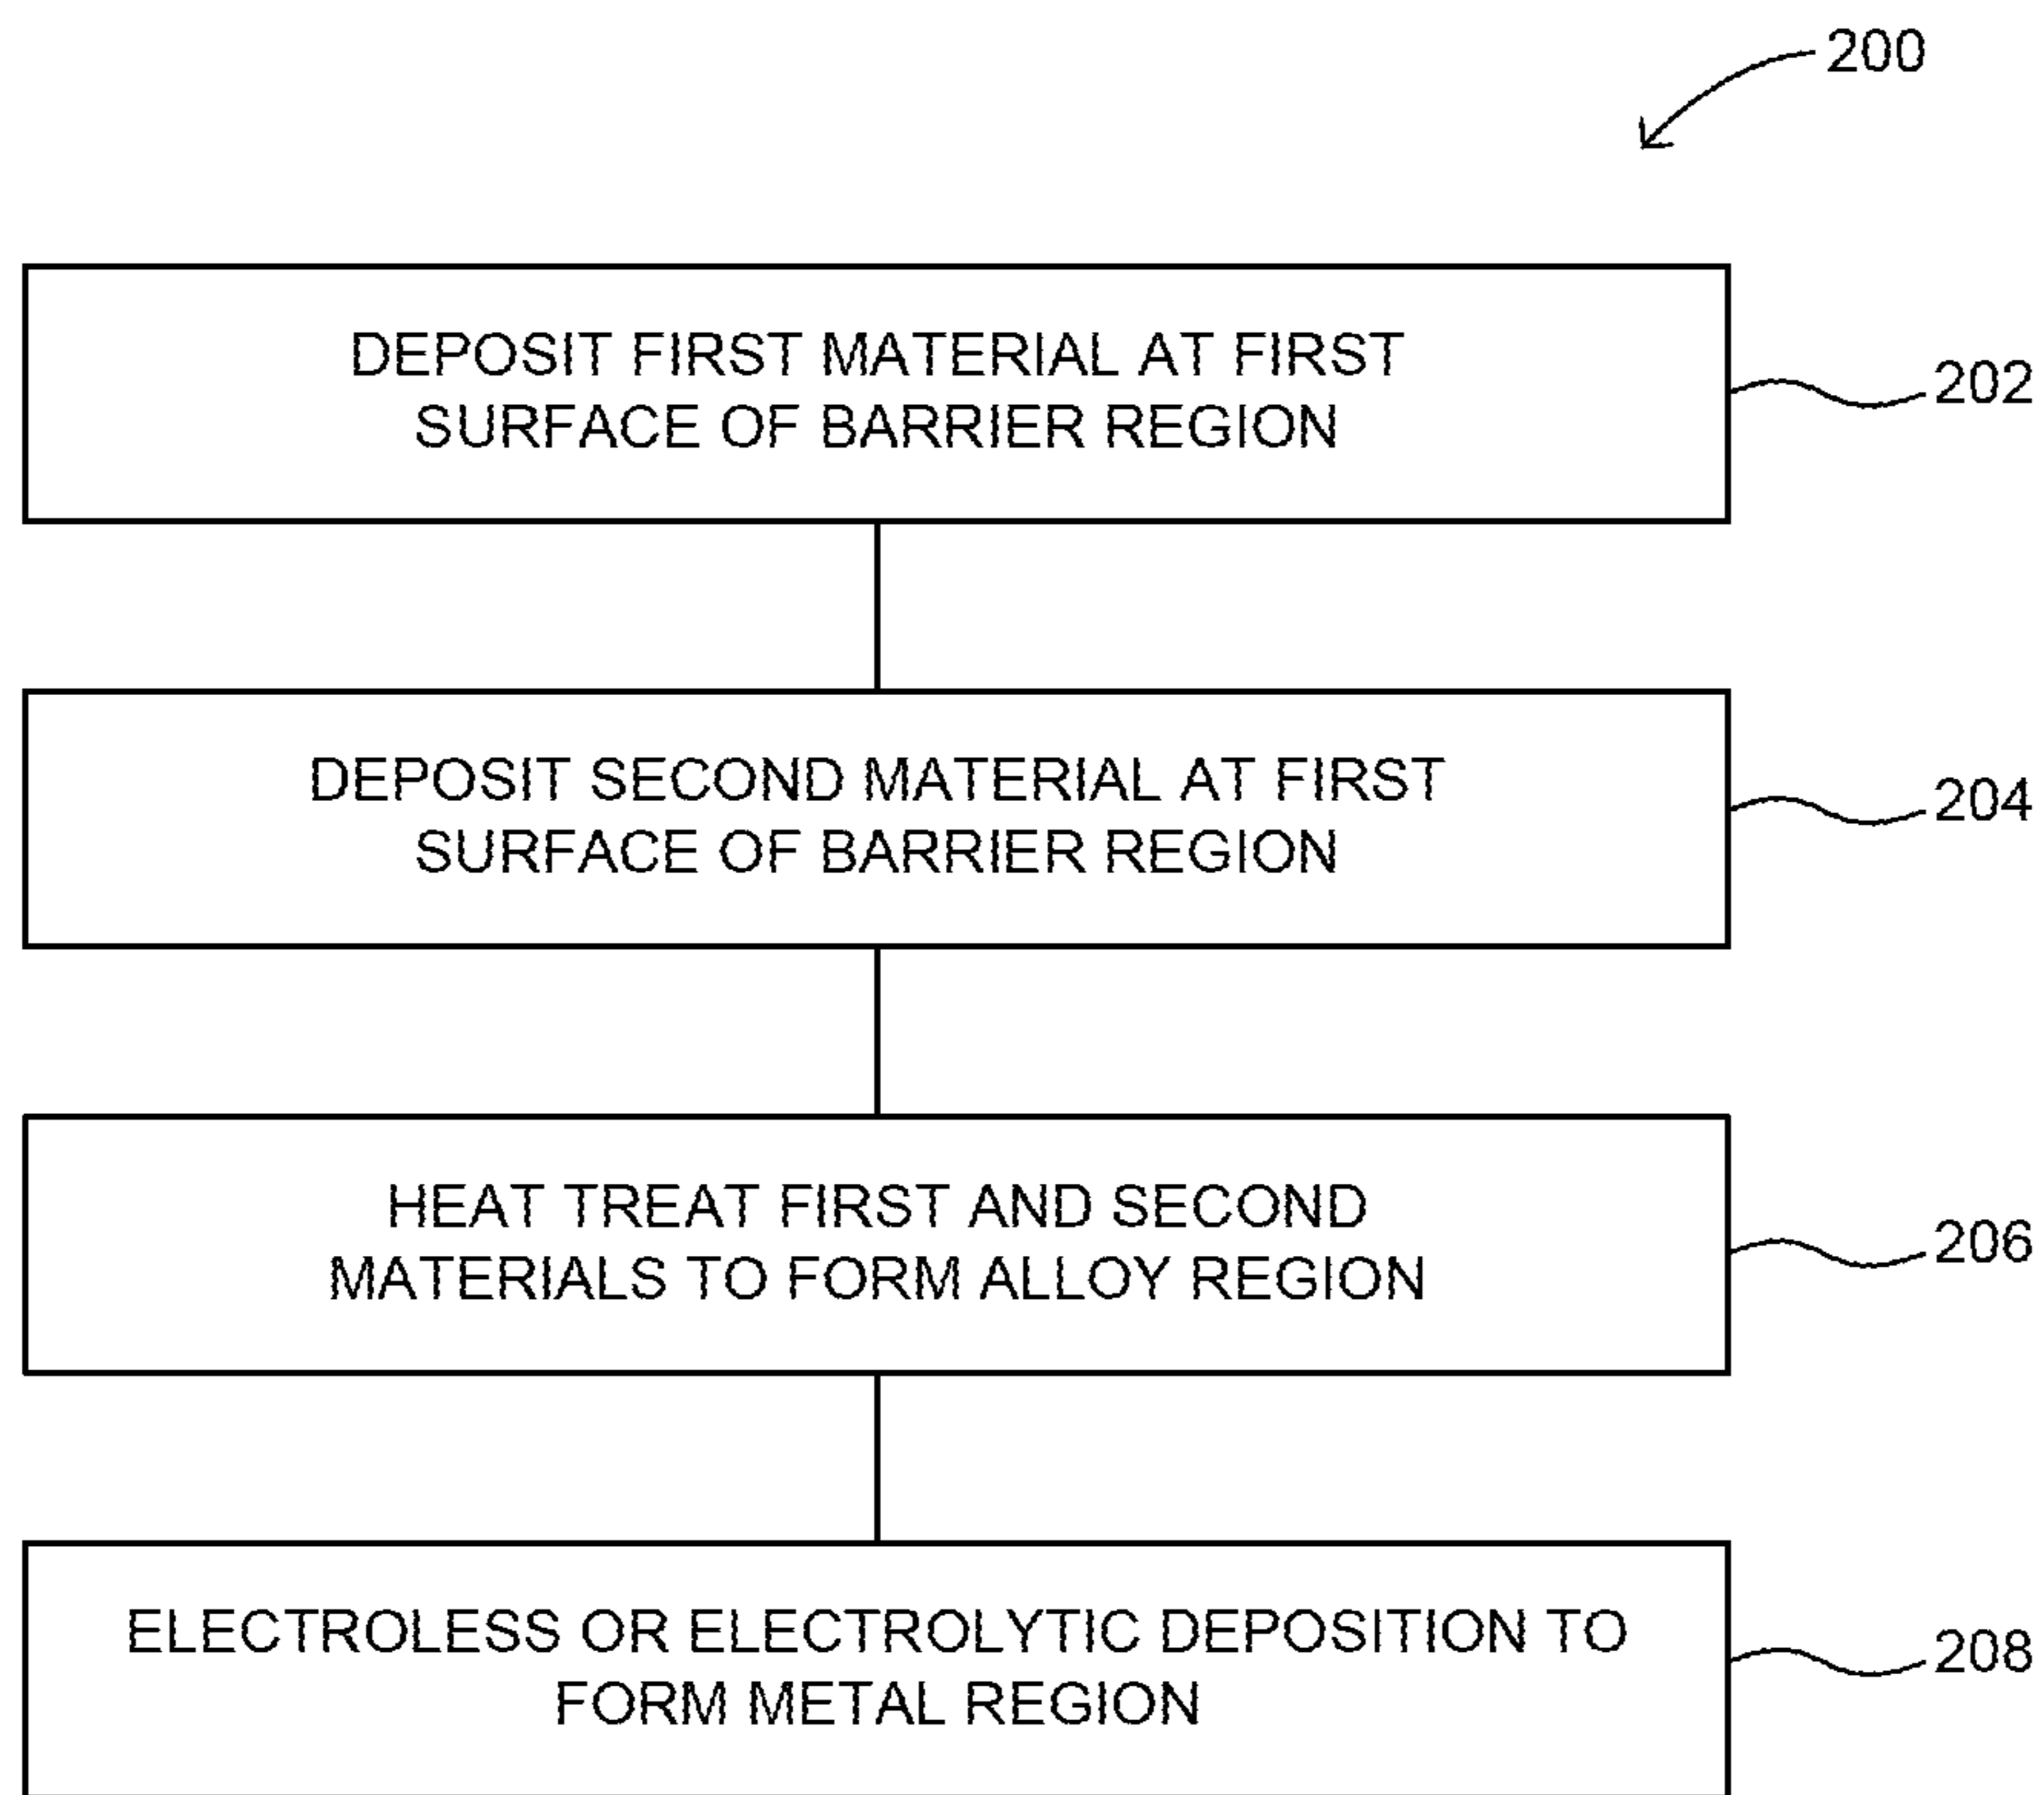 200
DEPOSIT FIRST MATERIAL AT FIRST
SURFACE OF BARRIER REGION
202
DEPOSIT SECOND MATERIAL AT FIRST
SURFACE OF BARRIER REGION
204
HEAT TREAT FIRST AND SECOND
MATERIALS TO FORM ALLOY REGION
206
ELECTROLESS OR ELECTROLYTIC DEPOSITION TO
FORM METAL REGION
208